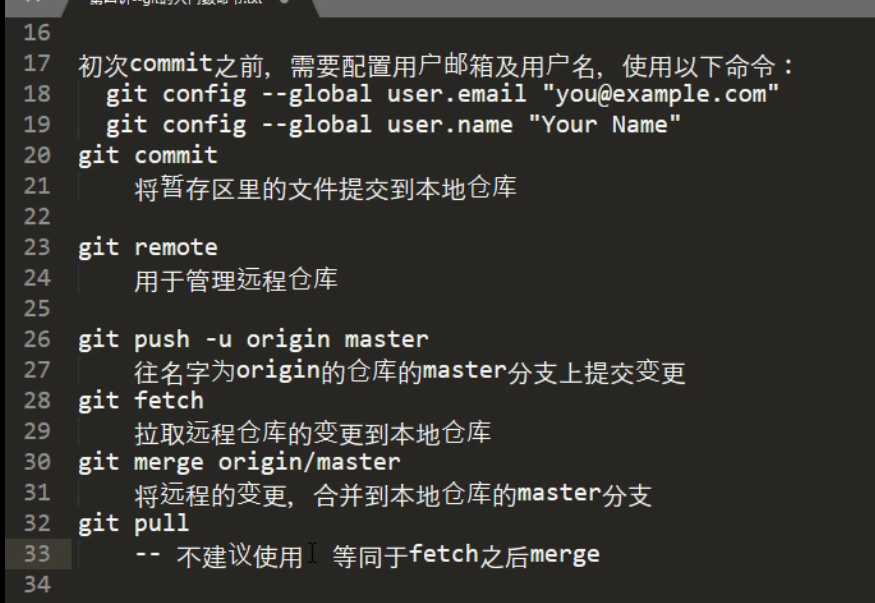 16
17 初次commit之前，需要配置用户邮箱及用户名，使用以下命令：
18 git config --global user.email "you@example.com"
19 git config --global user.name "Your Name"
20 git commit
21 将暂存区里的文件提交到本地仓库
22
23 git remote
24 用于管理远程仓库
25
26 git push -u origin master
27 往名字为origin的仓库的master分支上提交变更
28 git fetch
29 拉取远程仓库的变更到本地仓库
30 git merge origin/master
31 将远程的变更，合并到本地仓库的master分支
32 git pull
33 -- 不建议使用 等同于fetch之后merge
34